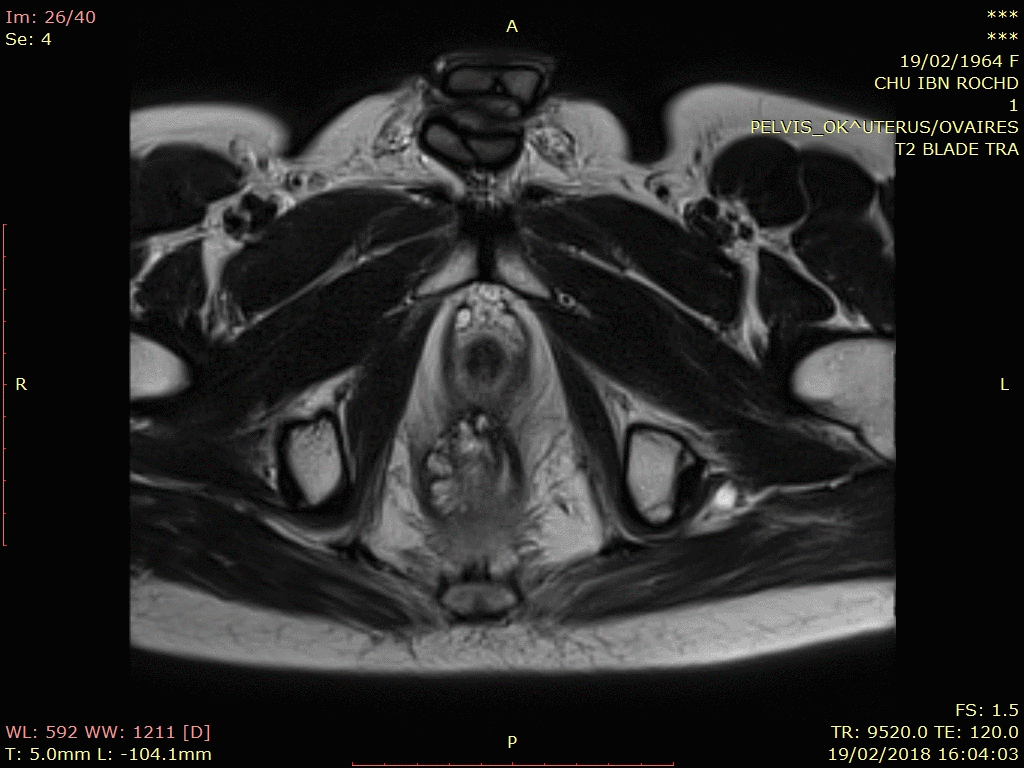 Im: 26/40
Se: 4
A
***
***
19/02/1964 F
CHU IBN ROCHD
1
PELVIS_OK^UTERUS/OVAIRES
T2 BLADE TRA
R
L
WL: 592 WW: 1211 [D]
T: 5.0mm L: -104.1mm
P
FS: 1.5
TR: 9520.0 TE: 120.0
19/02/2018 16:04:03